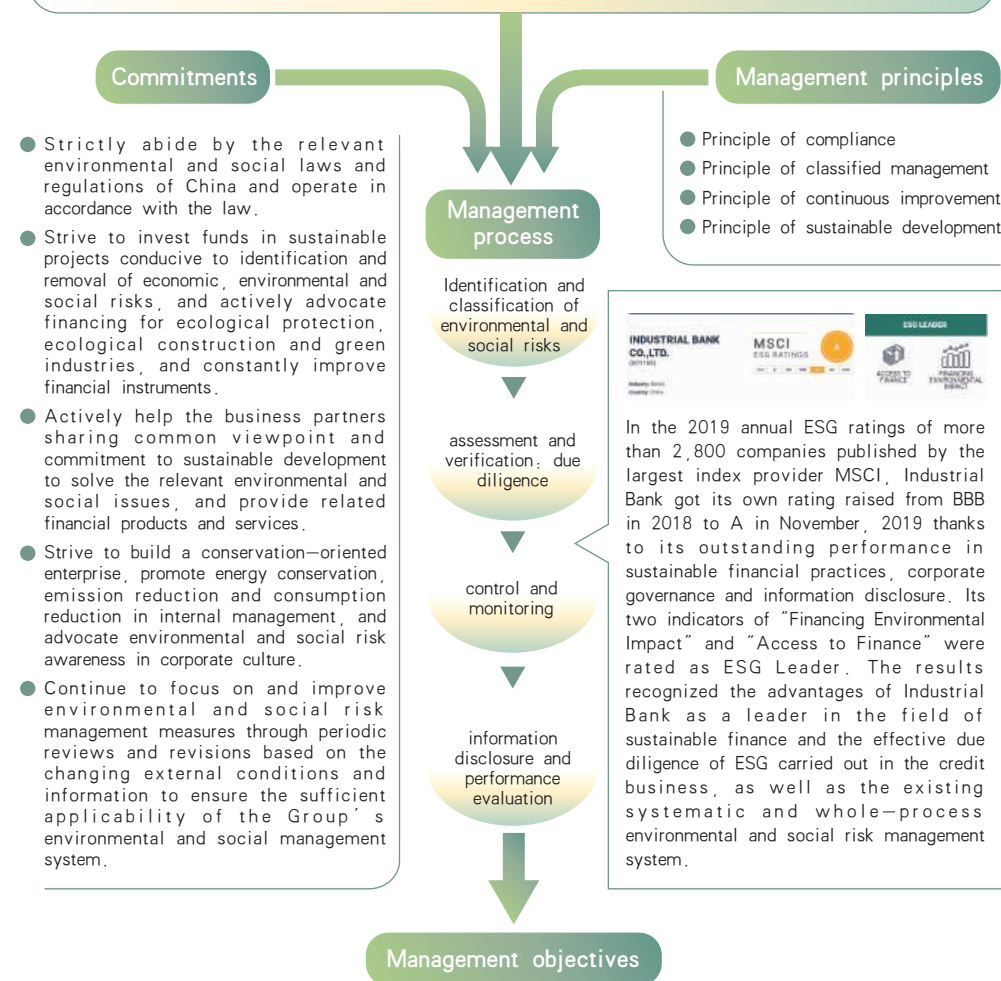 Commitments
Management principles
Strictly abide by the relevant
environmental and social laws and
regulations of China and operate in
accordance with the law.
Strive to invest funds in sustainable
projects conducive to identification and
removal of economic, environmental and
social risks, and actively advocate
financing for ecological protection,
ecological construction and green
industries, and constantly improve
financial instruments.
Actively help the business partners
sharing common viewpoint and
commitment to sustainable development
to solve the relevant environmental and
social issues, and provide related
financial products and services.
Strive to build a conservation–oriented
enterprise, promote energy conservation,
emission reduction and consumption
reduction in internal management, and
advocate environmental and social risk
awareness in corporate culture.
Continue to focus on and improve
environmental and social risk
management measures through periodic
reviews and revisions based on the
changing external conditions and
information to ensure the sufficient
applicability of the Group's
environmental and social management
system.
Management
process
Identification and
classification of
environmental and
social risks
assessment and
verification: due
diligence
control and
monitoring
information
disclosure and
performance
evaluation
Principle of compliance
Principle of classified management
Principle of continuous improvement
Principle of sustainable development
INDUSTRIAL BANK
CO.,LTD.
Industry: Banks
Country: China
MSCI
ESG RATINGS
A
ESG LEADER
ACCESS TO
FINANCE
FINANCING
ENVIRONMENTAL
IMPACT
In the 2019 annual ESG ratings of more
than 2,800 companies published by the
largest index provider MSCI, Industrial
Bank got its own rating raised from BBB
in 2018 to A in November, 2019 thanks
to its outstanding performance in
sustainable financial practices, corporate
governance and information disclosure. Its
two indicators of "Financing Environmental
Impact" and "Access to Finance" were
rated as ESG Leader. The results
recognized the advantages of Industrial
Bank as a leader in the field of
sustainable finance and the effective due
diligence of ESG carried out in the credit
business, as well as the existing
systematic and whole–process
environmental and social risk management
system.
Management objectives